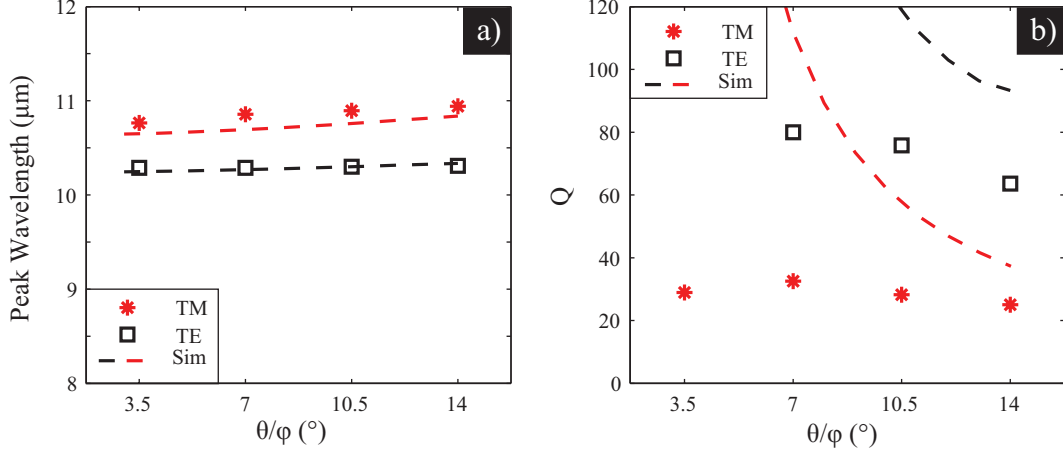 a)
Peak Wavelength (μm)
12
11
10
9
8
TM
TE
Sim
3.5 7 10.5 14
θ/φ (°)
b)
Q
120
100
80
60
40
20
0
TM
TE
Sim
3.5 7 10.5 14
θ/φ (°)